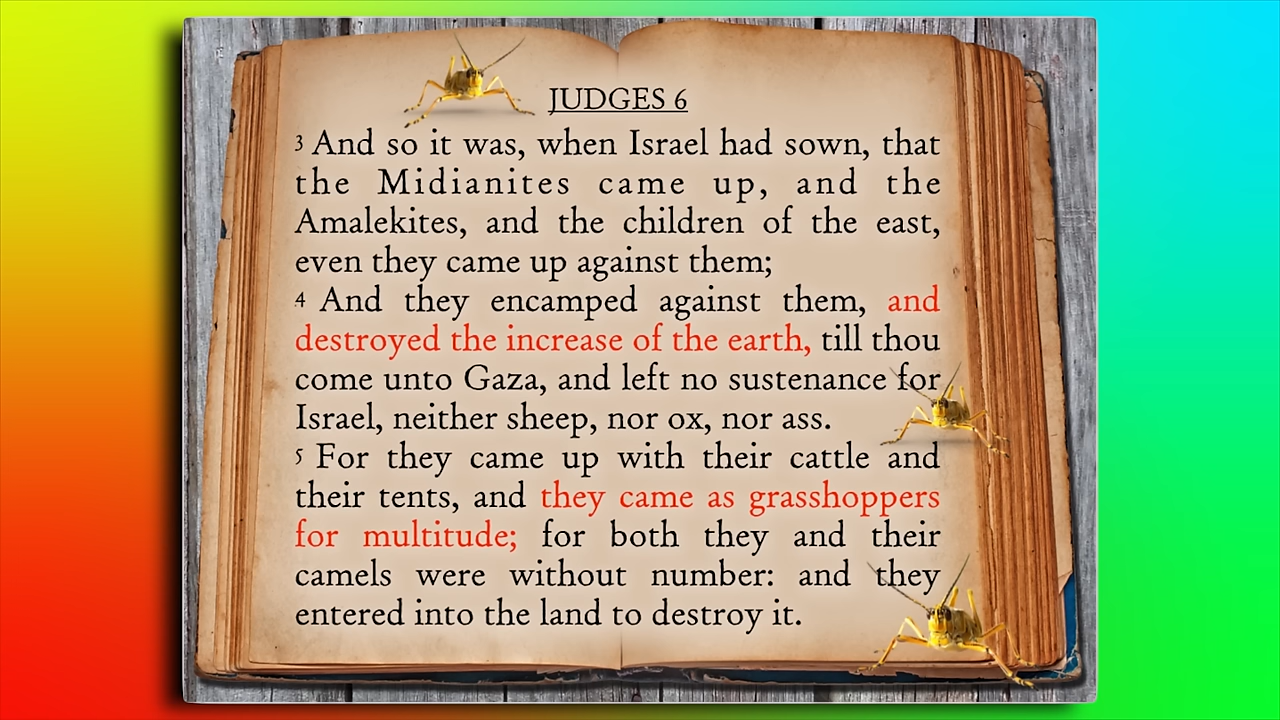 JUDGES 6
3 And so it was, when Israel had sown, that
the Midianites came up, and the
Amalekites, and the children of the east,
even they came up against them;
4 And they encamped against them, and
destroyed the increase of the earth, till thou
come unto Gaza, and left no sustenance for
Israel, neither sheep, nor ox, nor ass.
5 For they came up with their cattle and
their tents, and they came as grasshoppers
for multitude; for both they and their
camels were without number: and they
entered into the land to destroy it.